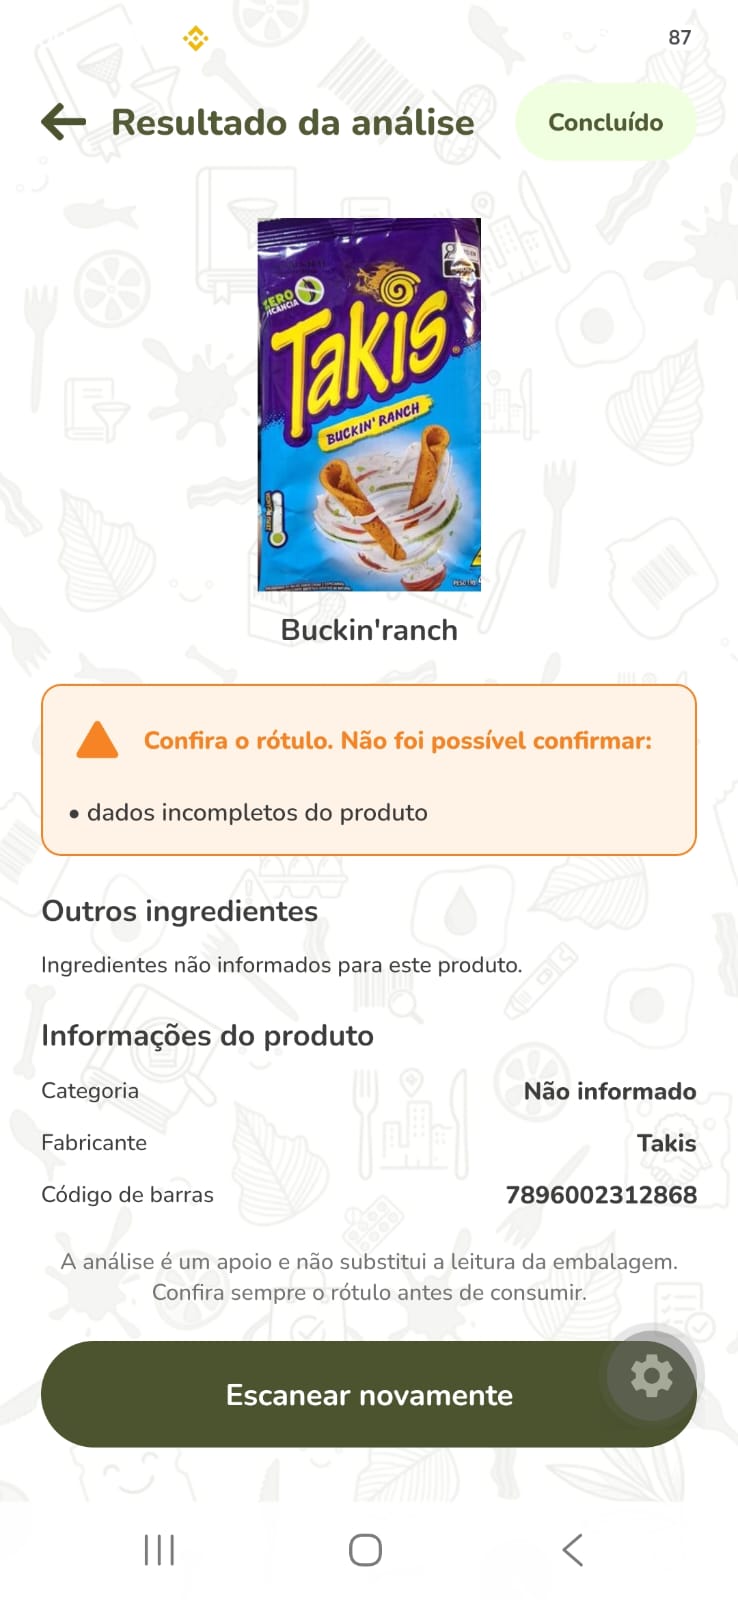 87
Resultado da análise
Concluído
ZERO
PICÂNCIA
Takis
BUCKIN' RANCH
Buckin'ranch
Confira o rótulo. Não foi possível confirmar:
• dados incompletos do produto
Outros ingredientes
Ingredientes não informados para este produto.
Informações do produto
Categoria Não informado
Fabricante Takis
Código de barras 7896002312868
A análise é um apoio e não substitui a leitura da embalagem.
Confira sempre o rótulo antes de consumir.
Escanear novamente